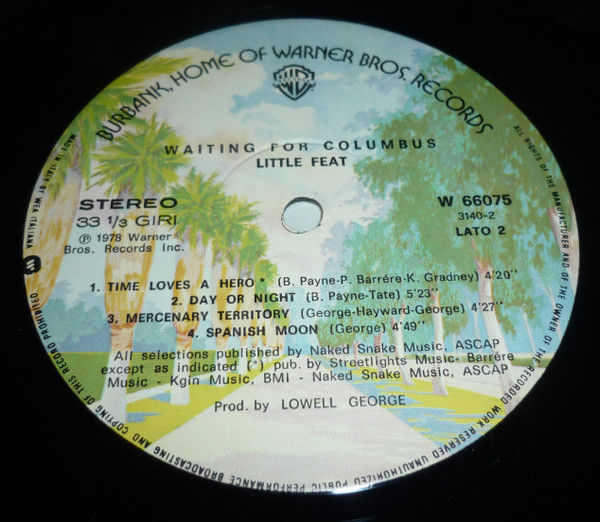 BURBANK, HOME OF WARNER BROS. RECORDS
WAITING FOR COLUMBUS
LITTLE FEAT
STEREO
33 1/3 GIRI
Ⓟ 1978 Warner
Bros. Records Inc.
W 66075
3140-2
LATO 2
1. TIME LOVES A HERO * (B. Payne-P. Barrére-K. Gradney) 4'20''
2. DAY OR NIGHT (B. Payne-Tate) 5'23''
3. MERCENARY TERRITORY (George-Hayward-George) 4'27''
4. SPANISH MOON (George) 4'49''
All selections published by Naked Snake Music, ASCAP
except as indicated (*) pub. by Streetlights Music- Barrére
Music - Kgin Music, BMI - Naked Snake Music, ASCAP
Prod. by LOWELL GEORGE
MADE IN ITALY BY WEA ITALIANA
ALL RIGHTS OF THE MANUFACTURER AND OF THE OWNER OF THE RECORDED WORK RESERVED UNAUTHORIZED PUBLIC PERFORMANCE BROADCASTING AND COPYING OF THIS RECORD PROHIBITED